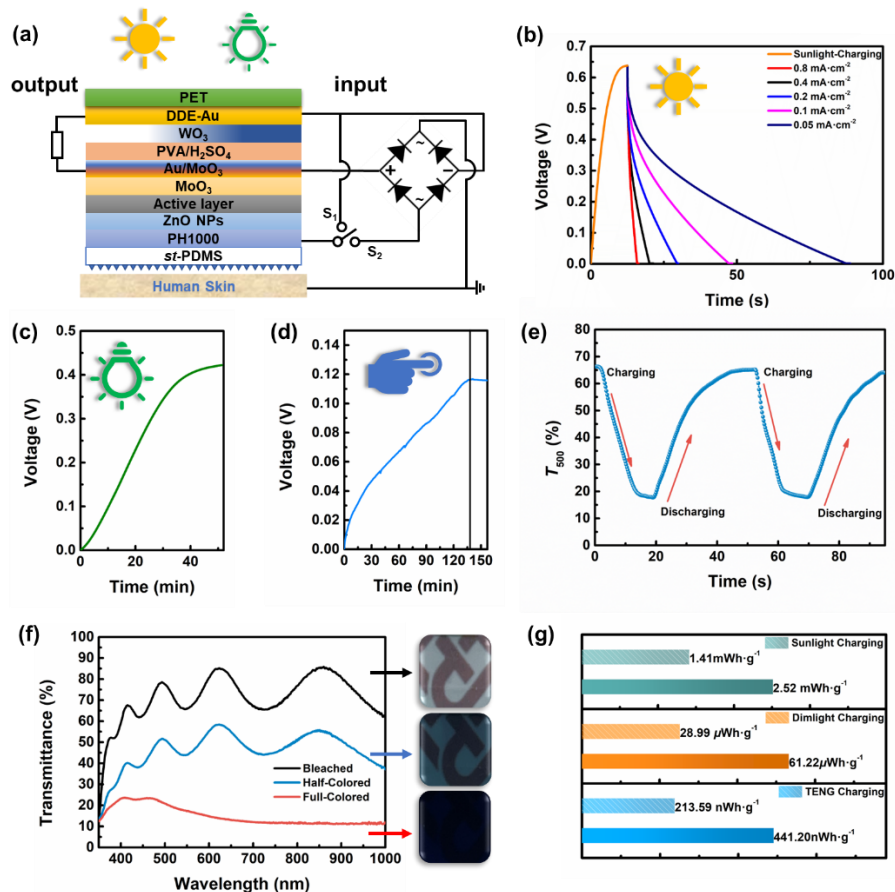 (a)
output
input
PET
DDE-Au
WO₃
PVA/H₂SO₄
Au/MoO₃
MoO₃
Active layer
ZnO NPs
PH1000
st-PDMS
Human Skin
S₁
S₂
+
−
~
~
(b)
Voltage (V)
0.7
0.6
0.5
0.4
0.3
0.2
0.1
0.0
Sunlight-Charging
0.8 mA·cm⁻²
0.4 mA·cm⁻²
0.2 mA·cm⁻²
0.1 mA·cm⁻²
0.05 mA·cm⁻²
0 50 100
Time (s)
(c)
Voltage (V)
0.5
0.4
0.3
0.2
0.1
0.0
0 20 40
Time (min)
(d)
Voltage (V)
0.14
0.12
0.10
0.08
0.06
0.04
0.02
0.00
0 30 60 90 120 150
Time (min)
(e)
T₅₀₀ (%)
80
70
60
50
40
30
20
10
0
Charging
Discharging
Charging
Discharging
0 20 40 60 80
Time (s)
(f)
Transmittance (%)
100
90
80
70
60
50
40
30
20
10
0
Bleached
Half-Colored
Full-Colored
400 500 600 700 800 900 1000
Wavelength (nm)
(g)
Sunlight Charging
1.41mWh·g⁻¹
2.52 mWh·g⁻¹
Dimlight Charging
28.99 μWh·g⁻¹
61.22μWh·g⁻¹
TENG Charging
213.59 nWh·g⁻¹
441.20nWh·g⁻¹